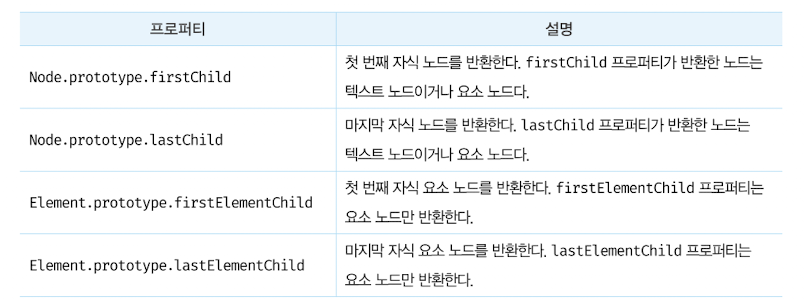 프로퍼티 설명
Node.prototype.firstChild
첫 번째 자식 노드를 반환한다. firstChild 프로퍼티가 반환한 노드는
텍스트 노드이거나 요소 노드다.
Node.prototype.lastChild
마지막 자식 노드를 반환한다. lastChild 프로퍼티가 반환한 노드는
텍스트 노드이거나 요소 노드다.
Element.prototype.firstElementChild
첫 번째 자식 요소 노드를 반환한다. firstElementChild 프로퍼티는
요소 노드만 반환한다.
Element.prototype.lastElementChild
마지막 자식 요소 노드를 반환한다. lastElementChild 프로퍼티는
요소 노드만 반환한다.